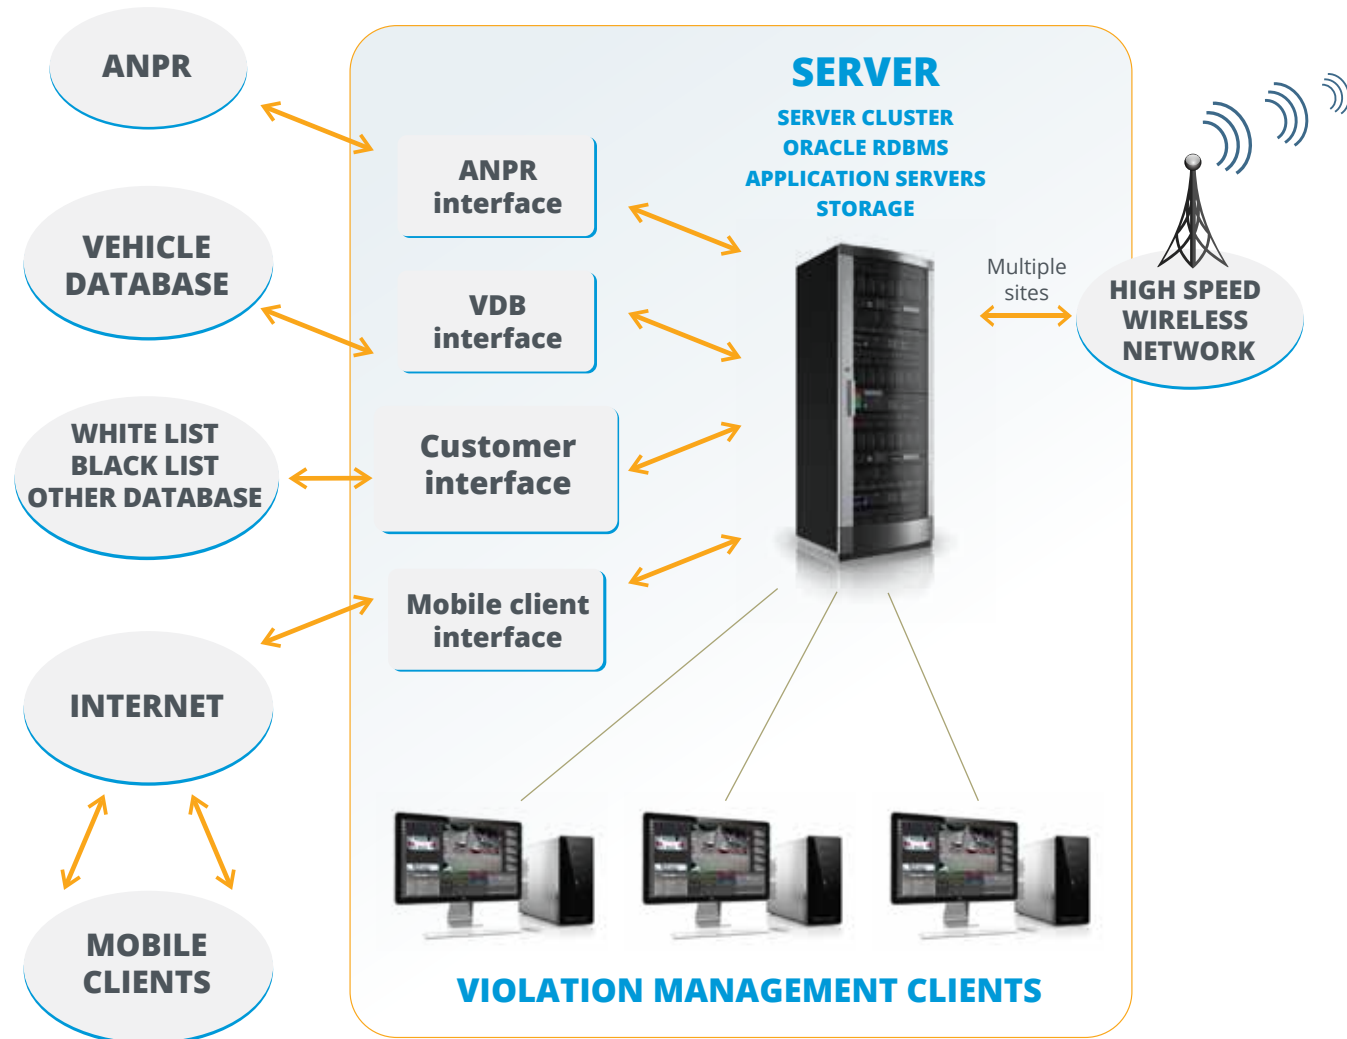 ANPR
VEHICLE
DATABASE
WHITE LIST
BLACK LIST
OTHER DATABASE
INTERNET
MOBILE
CLIENTS
ANPR
interface
VDB
interface
Customer
interface
Mobile client
interface
SERVER
SERVER CLUSTER
ORACLE RDBMS
APPLICATION SERVERS
STORAGE
Multiple
sites
HIGH SPEED
WIRELESS
NETWORK
VIOLATION MANAGEMENT CLIENTS